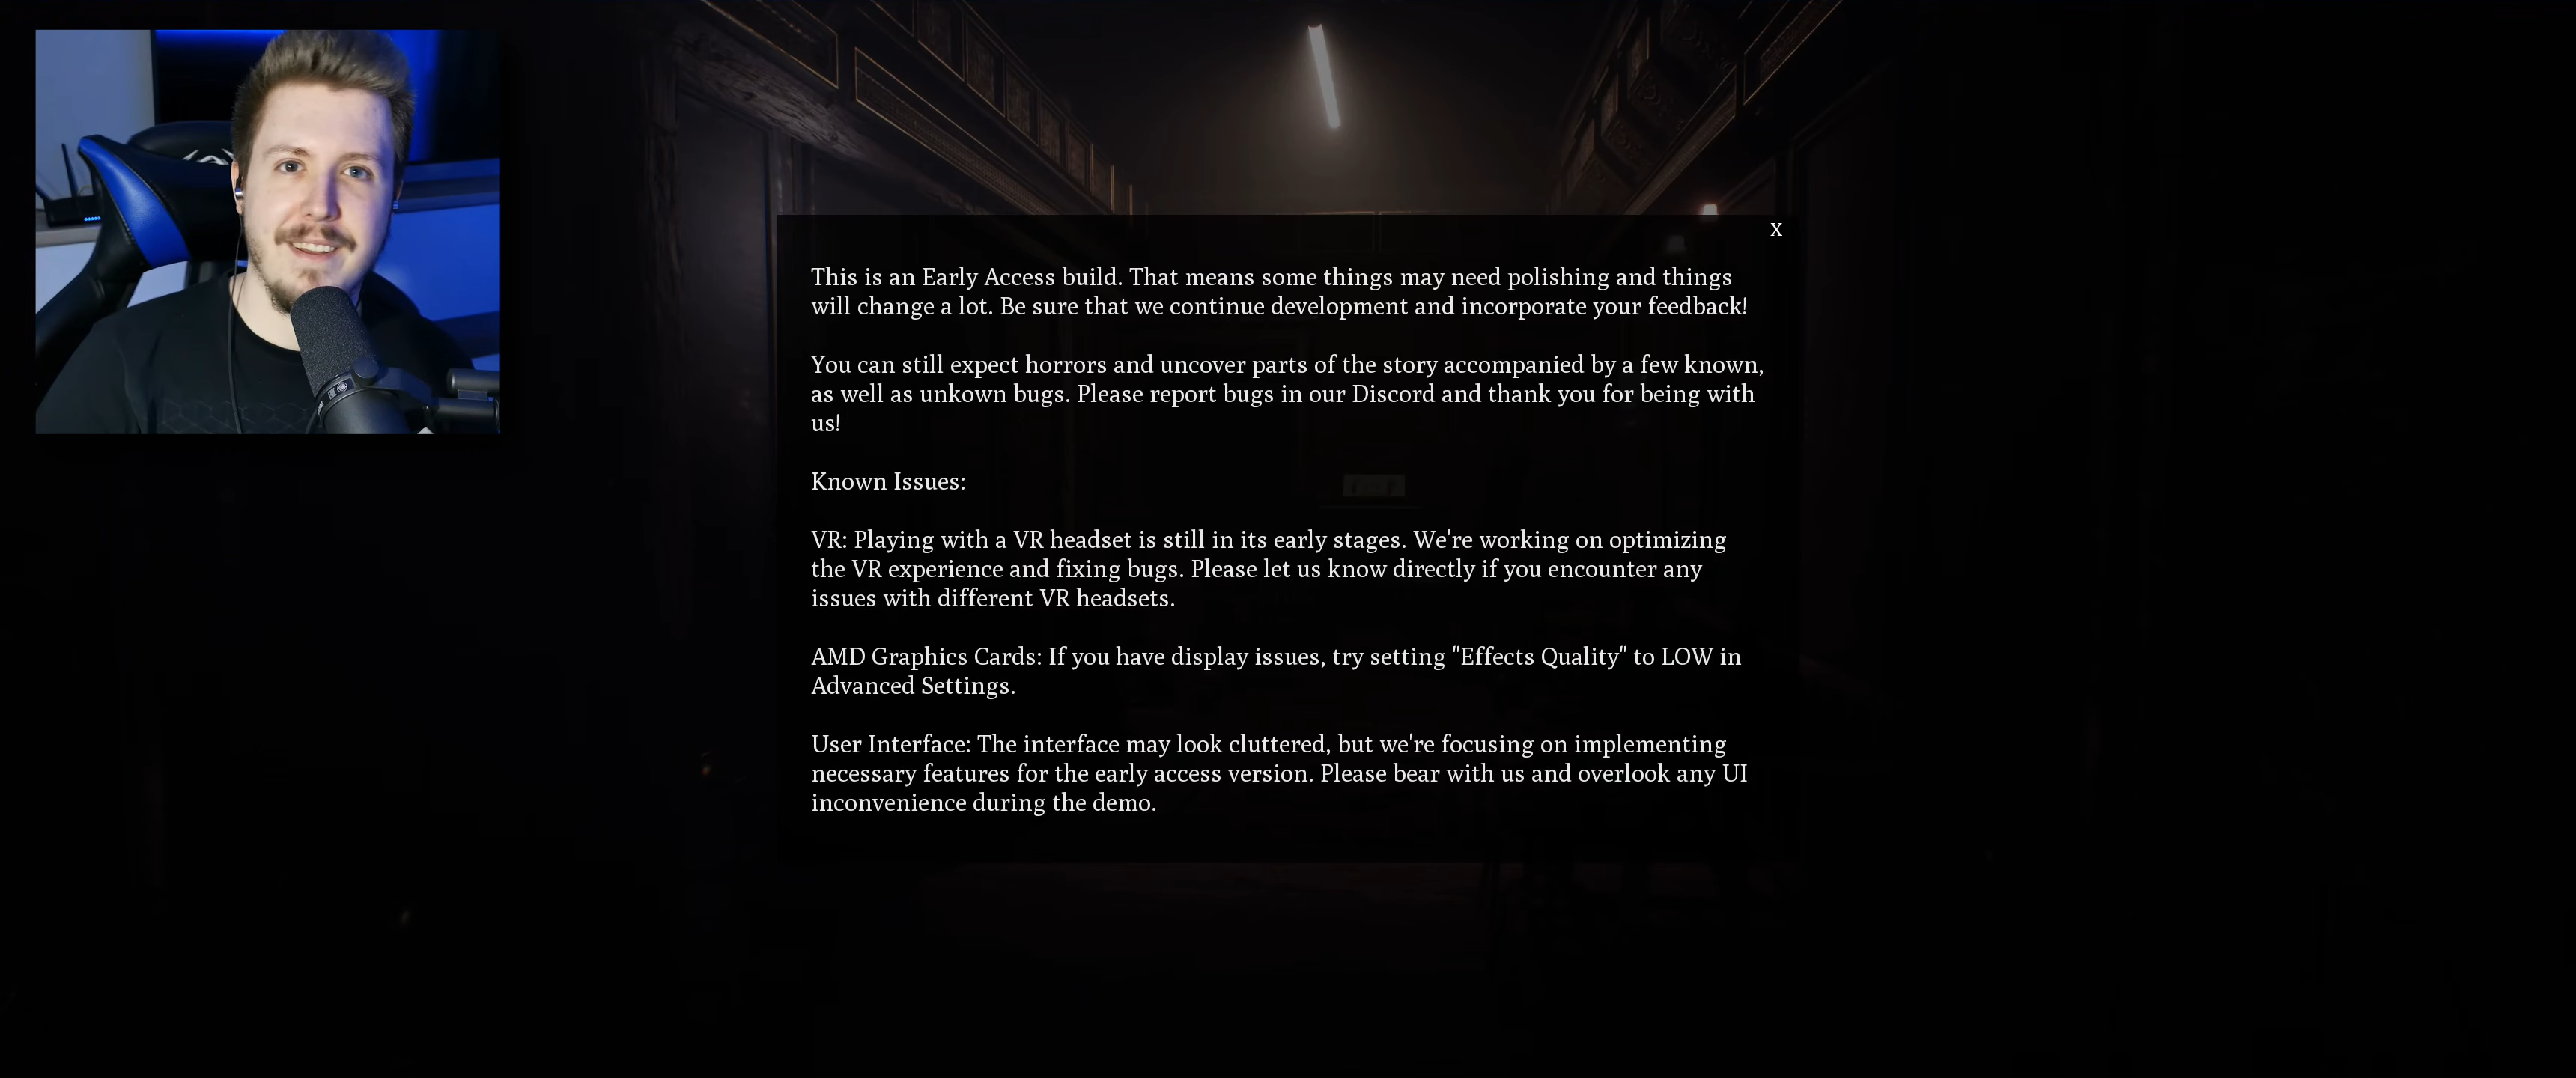 X
This is an Early Access build. That means some things may need polishing and things
will change a lot. Be sure that we continue development and incorporate your feedback!
You can still expect horrors and uncover parts of the story accompanied by a few known,
as well as unkown bugs. Please report bugs in our Discord and thank you for being with
us!
Known Issues:
VR: Playing with a VR headset is still in its early stages. We're working on optimizing
the VR experience and fixing bugs. Please let us know directly if you encounter any
issues with different VR headsets.
AMD Graphics Cards: If you have display issues, try setting "Effects Quality" to LOW in
Advanced Settings.
User Interface: The interface may look cluttered, but we're focusing on implementing
necessary features for the early access version. Please bear with us and overlook any UI
inconvenience during the demo.